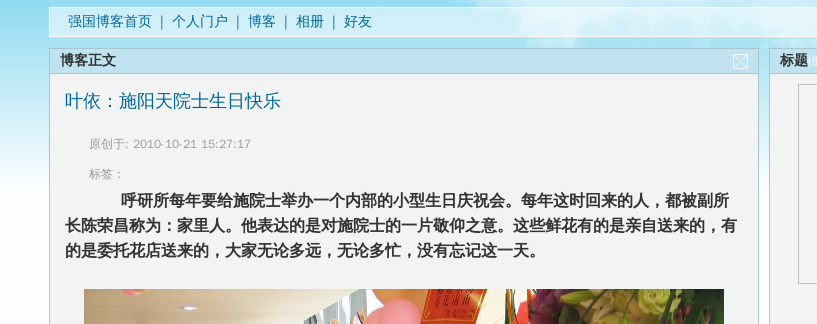 强国博客首页 | 个人门户 | 博客 | 相册 | 好友
博客正文
标题
叶依：施阳天院士生日快乐
原创于: 2010-10-21 15:27:17
标签：
呼研所每年要给施院士举办一个内部的小型生日庆祝会。每年这时回来的人，都被副所
长陈荣昌称为：家里人。他表达的是对施院士的一片敬仰之意。这些鲜花有的是亲自送来的，有
的是委托花店送来的，大家无论多远，无论多忙，没有忘记这一天。